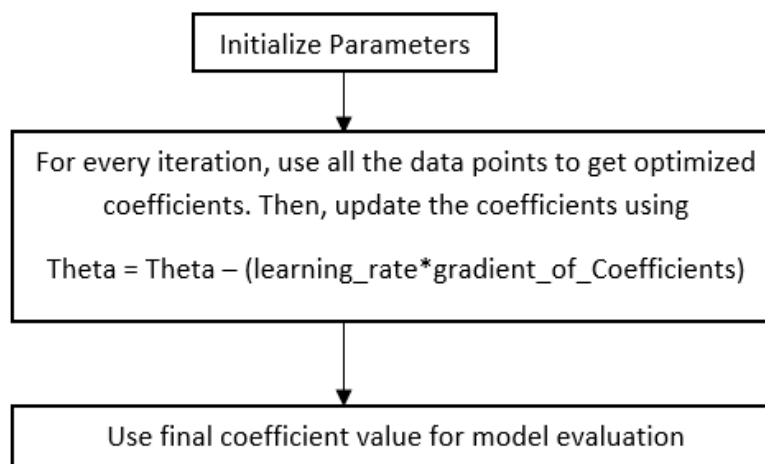 Initialize Parameters
For every iteration, use all the data points to get optimized
coefficients. Then, update the coefficients using
Theta = Theta – (learning_rate*gradient_of_Coefficients)
Use final coefficient value for model evaluation